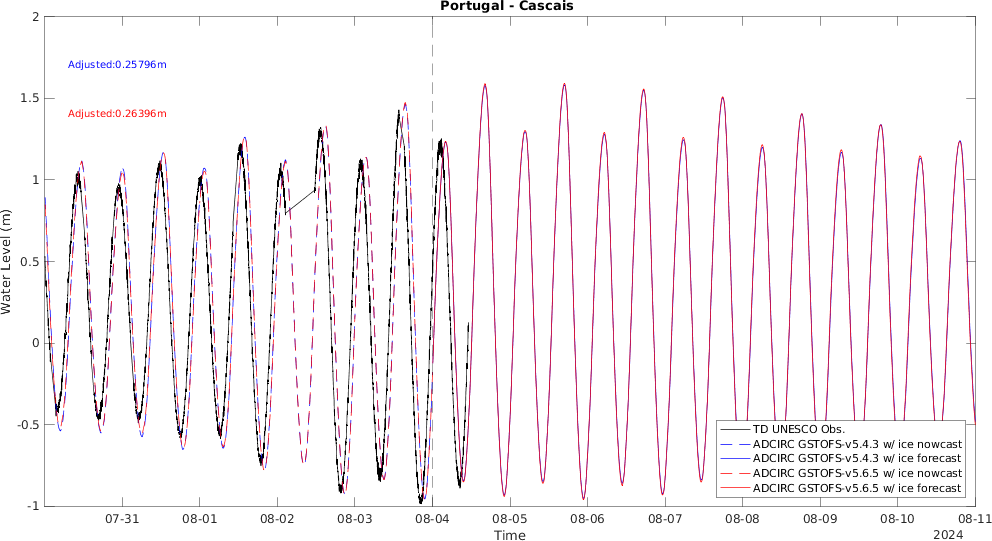 Portugal - Cascais
2
1.5
1
0.5
0
-0.5
-1
Water Level (m)
Adjusted:0.25796m
Adjusted:0.26396m
TD UNESCO Obs.
ADCIRC GSTOFS-v5.4.3 w/ ice nowcast
ADCIRC GSTOFS-v5.4.3 w/ ice forecast
ADCIRC GSTOFS-v5.6.5 w/ ice nowcast
ADCIRC GSTOFS-v5.6.5 w/ ice forecast
07-31 08-01 08-02 08-03 08-04 08-05 08-06 08-07 08-08 08-09 08-10 08-11
Time
2024